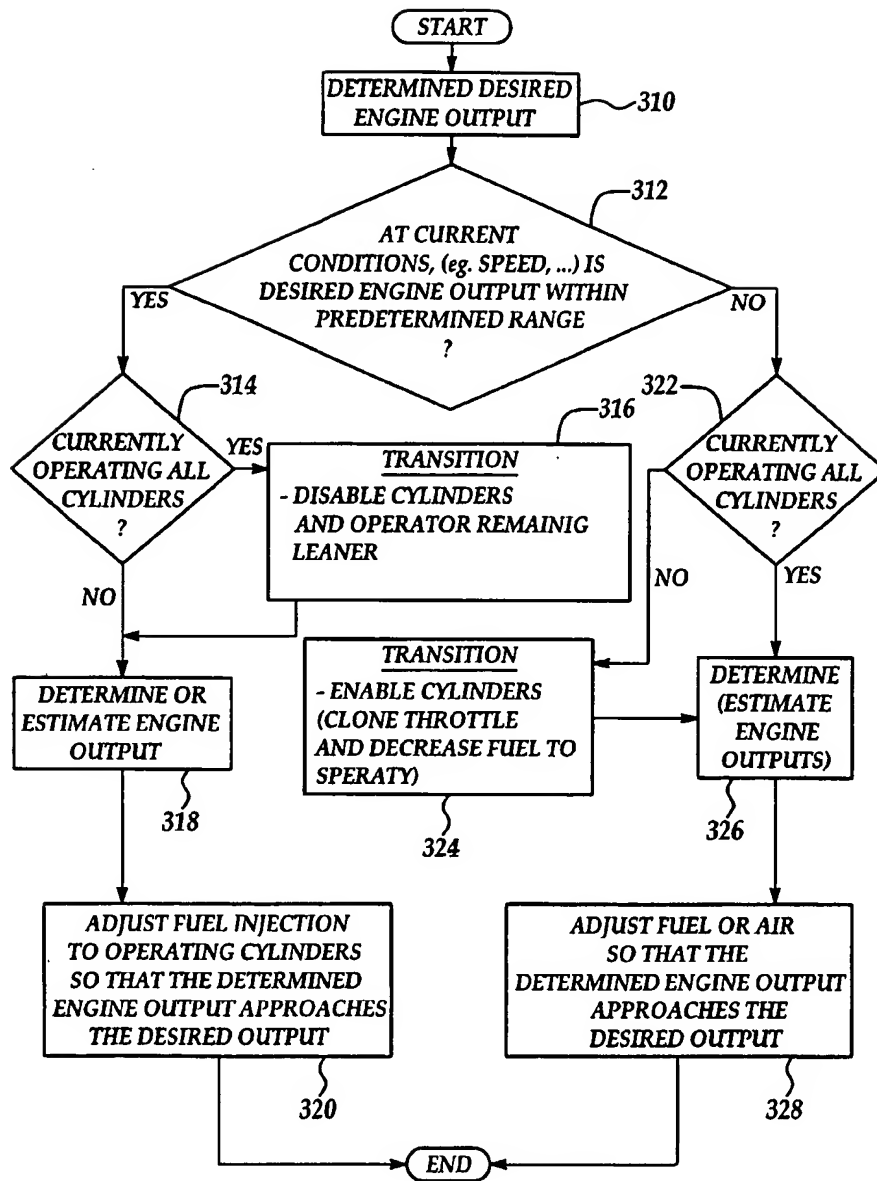 START
DETERMINED DESIRED
ENGINE OUTPUT
310
312
AT CURRENT
CONDITIONS, (eg. SPEED, ...) IS
DESIRED ENGINE OUTPUT WITHIN
PREDETERMINED RANGE
?
YES
NO
314
CURRENTLY
OPERATING ALL
CYLINDERS
?
YES
NO
316
TRANSITION
- DISABLE CYLINDERS
AND OPERATOR REMAINIG
LEANER
322
CURRENTLY
OPERATING ALL
CYLINDERS
?
NO
YES
DETERMINE OR
ESTIMATE ENGINE
OUTPUT
318
TRANSITION
- ENABLE CYLINDERS
(CLONE THROTTLE
AND DECREASE FUEL TO
SPERATY)
324
DETERMINE
(ESTIMATE
ENGINE
OUTPUTS)
326
ADJUST FUEL INJECTION
TO OPERATING CYLINDERS
SO THAT THE DETERMINED
ENGINE OUTPUT APPROACHES
THE DESIRED OUTPUT
320
ADJUST FUEL OR AIR
SO THAT THE
DETERMINED ENGINE OUTPUT
APPROACHES THE
DESIRED OUTPUT
328
END